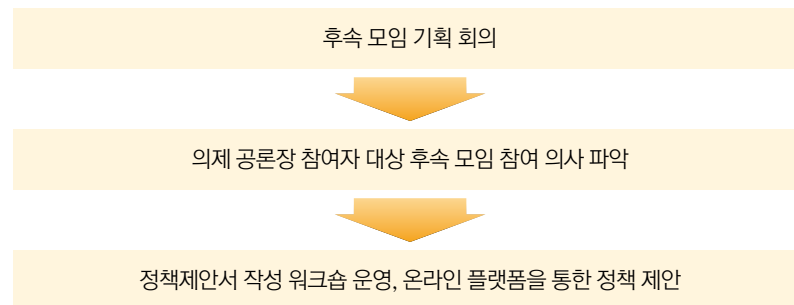 후속 모임 기획 회의
의제 공론장 참여자 대상 후속 모임 참여 의사 파악
정책제안서 작성 워크숍 운영, 온라인 플랫폼을 통한 정책 제안